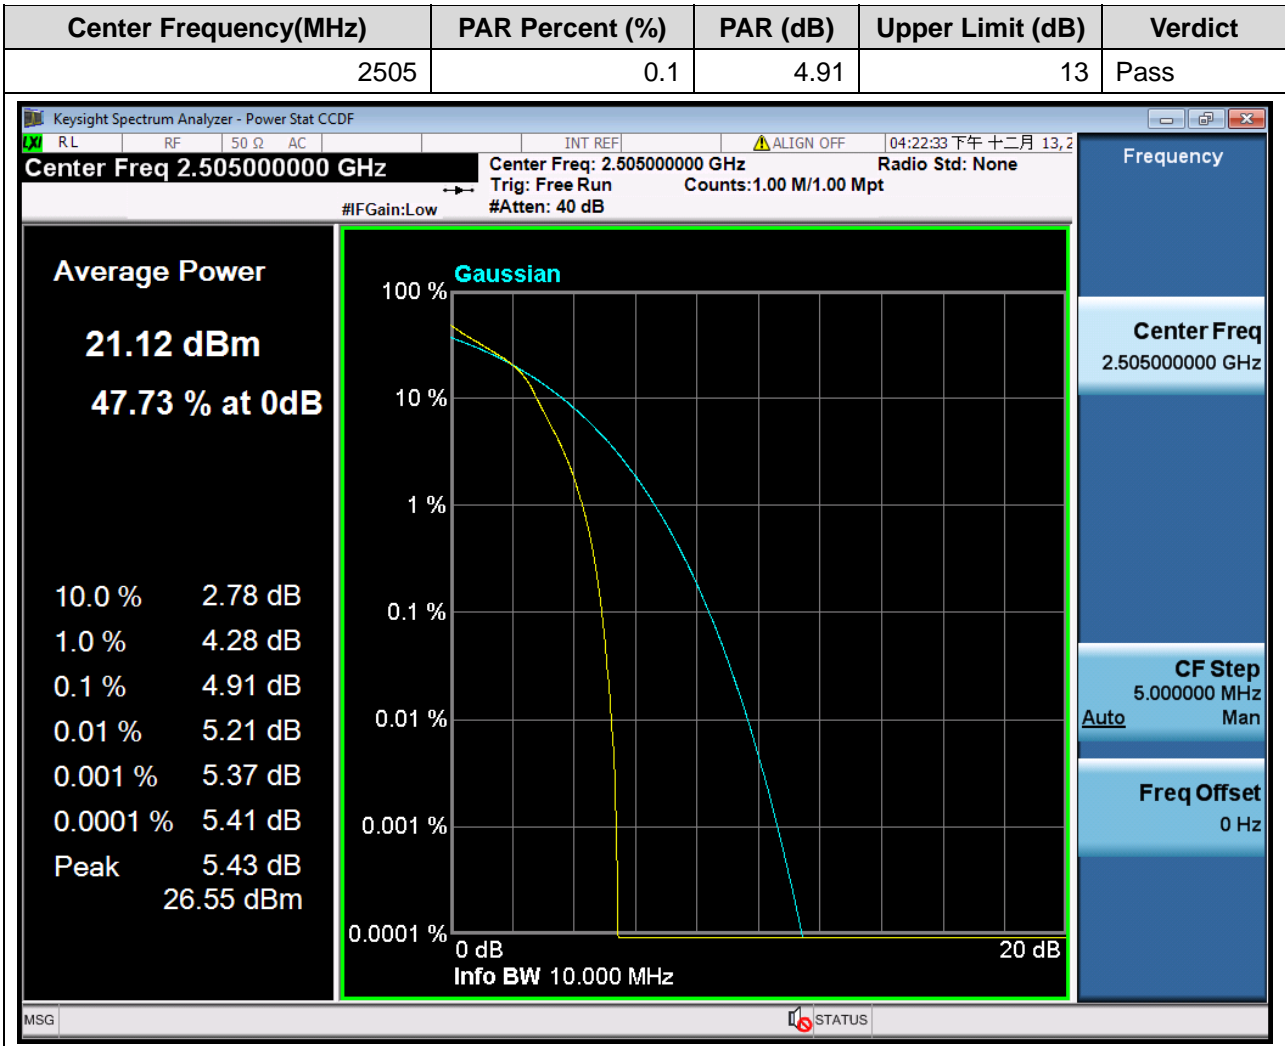 Center Frequency(MHz) PAR Percent (%) PAR (dB) Upper Limit (dB) Verdict
2505 0.1 4.91 13 Pass
Keysight Spectrum Analyzer - Power Stat CCDF
LXI RL RF 50 Ω AC INT REF ALIGN OFF 04:22:33 下午 十二月 13, 2
Center Freq 2.505000000 GHz
Center Freq: 2.505000000 GHz Radio Std: None
Trig: Free Run Counts:1.00 M/1.00 Mpt
#IFGain:Low #Atten: 40 dB
Average Power
21.12 dBm
47.73 % at 0dB
10.0 % 2.78 dB
1.0 % 4.28 dB
0.1 % 4.91 dB
0.01 % 5.21 dB
0.001 % 5.37 dB
0.0001 % 5.41 dB
Peak 5.43 dB
26.55 dBm
Gaussian
100 %
10 %
1 %
0.1 %
0.01 %
0.001 %
0.0001 %
0 dB 20 dB
Info BW 10.000 MHz
Frequency
Center Freq
2.505000000 GHz
CF Step
5.000000 MHz
Auto Man
Freq Offset
0 Hz
MSG STATUS